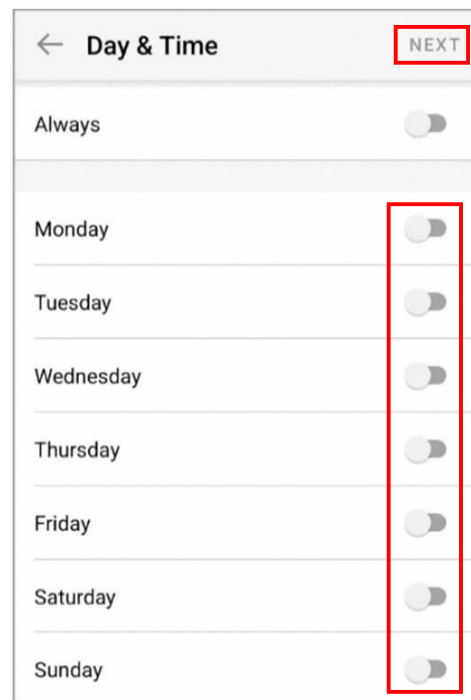 Day & Time NEXT
Always
Monday
Tuesday
Wednesday
Thursday
Friday
Saturday
Sunday